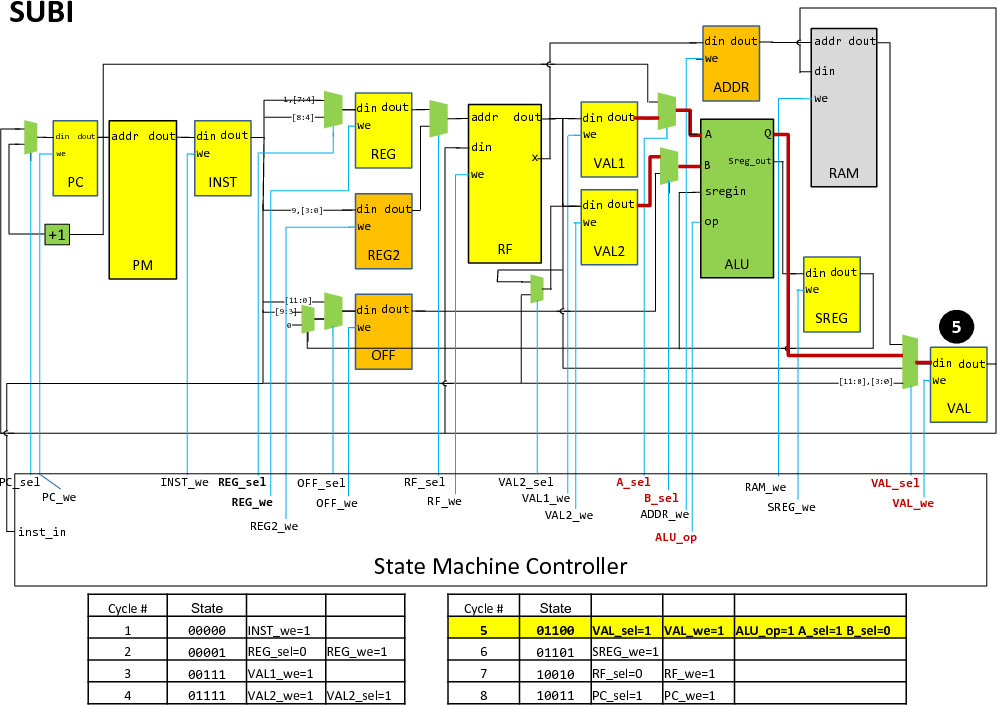 SUBI
din dout
we
ADDR
addr dout
din
we
RAM
1,[7:4]
[8:4]
din dout
we
REG
addr dout
din
we
x
RF
din dout
we
VAL1
A
B
Q
Sreg_out
sregin
op
ALU
din dout
we
PC
addr dout
PM
din dout
we
INST
+1
9,[3:0]
din dout
we
REG2
din dout
we
VAL2
din dout
we
SREG
[11:0]
[9:3]
0
din dout
we
OFF
5
din dout
we
VAL
[11:8],[3:0]
PC_sel
PC_we
INST_we
REG_sel
REG_we
REG2_we
OFF_sel
OFF_we
RF_sel
RF_we
VAL2_sel
VAL1_we
VAL2_we
A_sel
B_sel
ADDR_we
ALU_op
RAM_we
SREG_we
VAL_sel
VAL_we
inst_in
State Machine Controller
Cycle # State
1 00000 INST_we=1
2 00001 REG_sel=0 REG_we=1
3 00111 VAL1_we=1
4 01111 VAL2_we=1 VAL2_sel=1
Cycle # State
5 01100 VAL_sel=1 VAL_we=1 ALU_op=1 A_sel=1 B_sel=0
6 01101 SREG_we=1
7 10010 RF_sel=0 RF_we=1
8 10011 PC_sel=1 PC_we=1